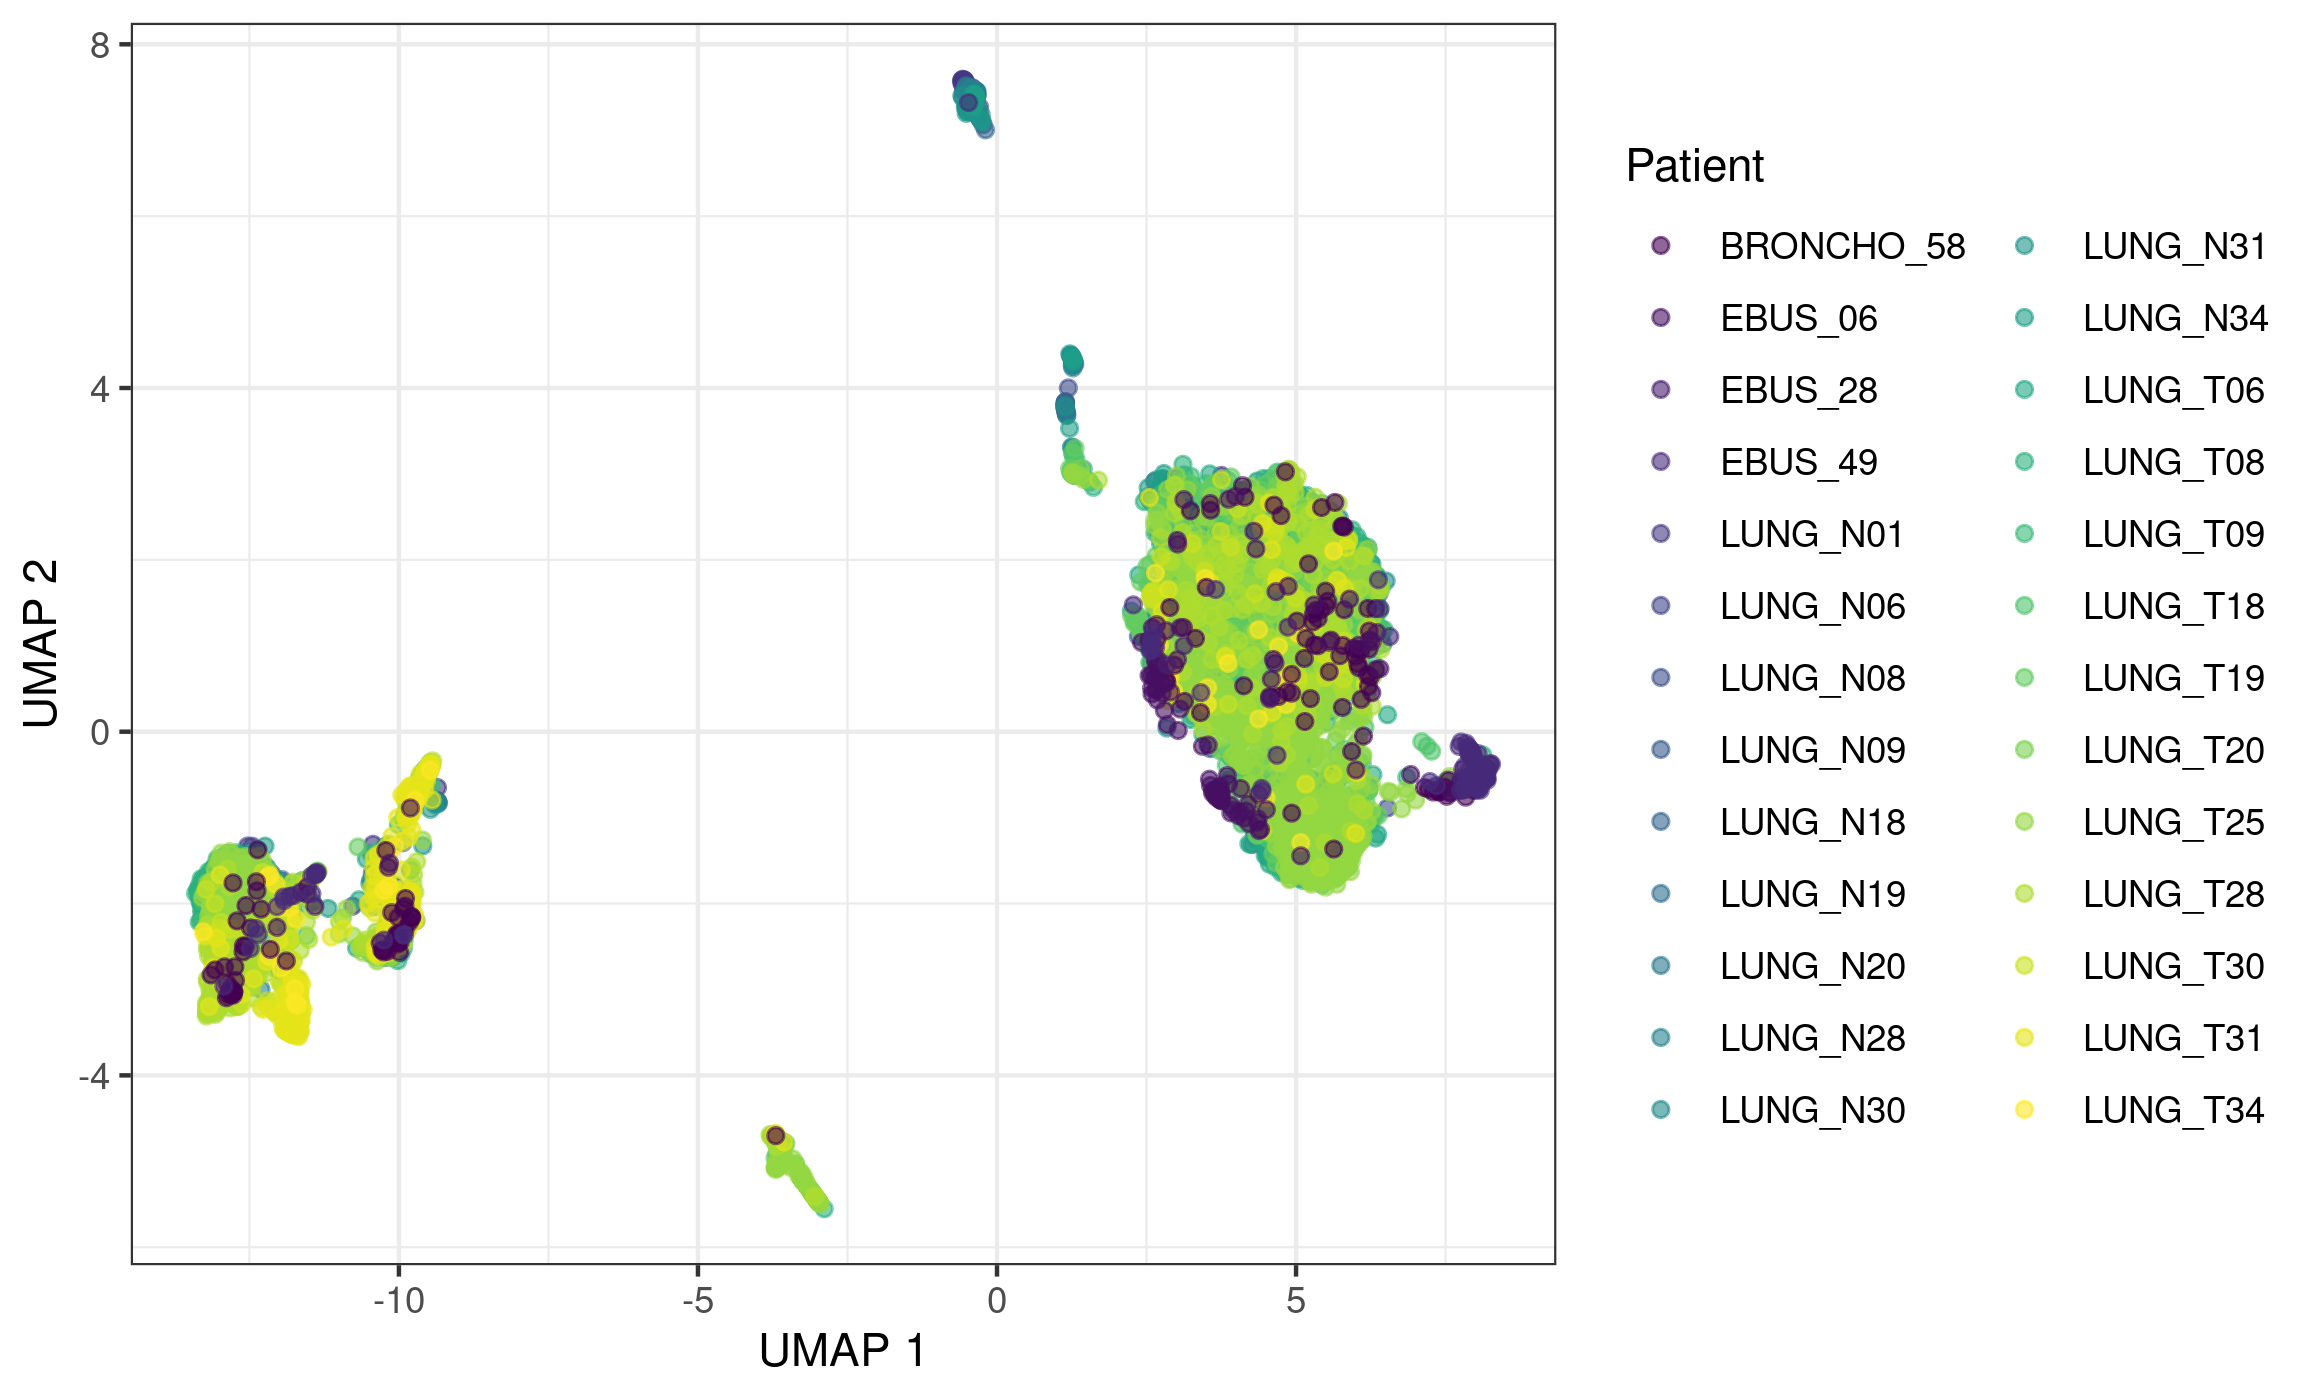 8
4
0
-4
-10
-5
0
5
UMAP 1
UMAP 2
Patient
BRONCHO_58
EBUS_06
EBUS_28
EBUS_49
LUNG_N01
LUNG_N06
LUNG_N08
LUNG_N09
LUNG_N18
LUNG_N19
LUNG_N20
LUNG_N28
LUNG_N30
LUNG_N31
LUNG_N34
LUNG_T06
LUNG_T08
LUNG_T09
LUNG_T18
LUNG_T19
LUNG_T20
LUNG_T25
LUNG_T28
LUNG_T30
LUNG_T31
LUNG_T34